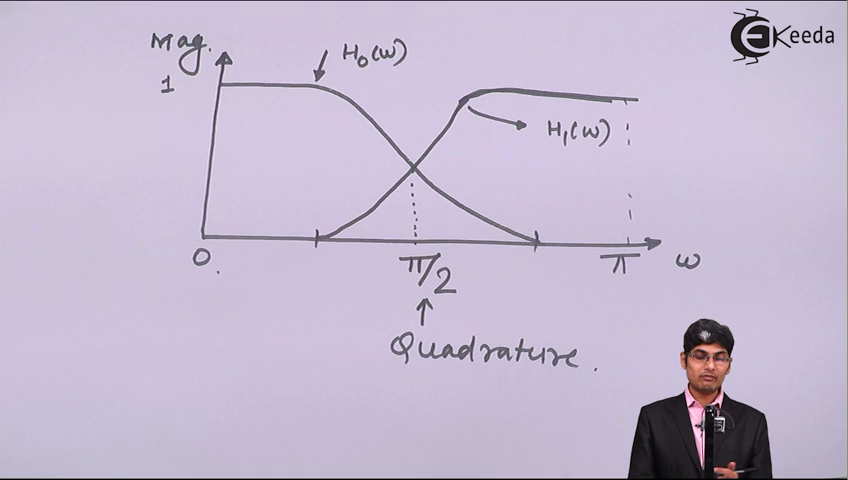 Mag.
1
H₀(ω)
H₁(ω)
0.
π/2
π
ω
Quadrature.
EKeeda